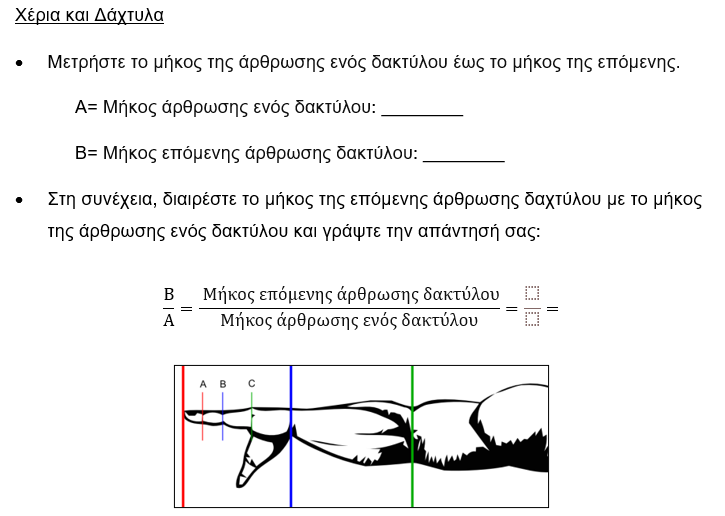 Χέρια και Δάχτυλα
• Μετρήστε το μήκος της άρθρωσης ενός δακτύλου έως το μήκος της επόμενης.
Α= Μήκος άρθρωσης ενός δακτύλου: ________
Β= Μήκος επόμενης άρθρωσης δακτύλου: ________
• Στη συνέχεια, διαιρέστε το μήκος της επόμενης άρθρωσης δαχτύλου με το μήκος
της άρθρωσης ενός δακτύλου και γράψτε την απάντησή σας:
Β/Α = Μήκος επόμενης άρθρωσης δακτύλου/Μήκος άρθρωσης ενός δακτύλου = ⬚/⬚ =
A B C